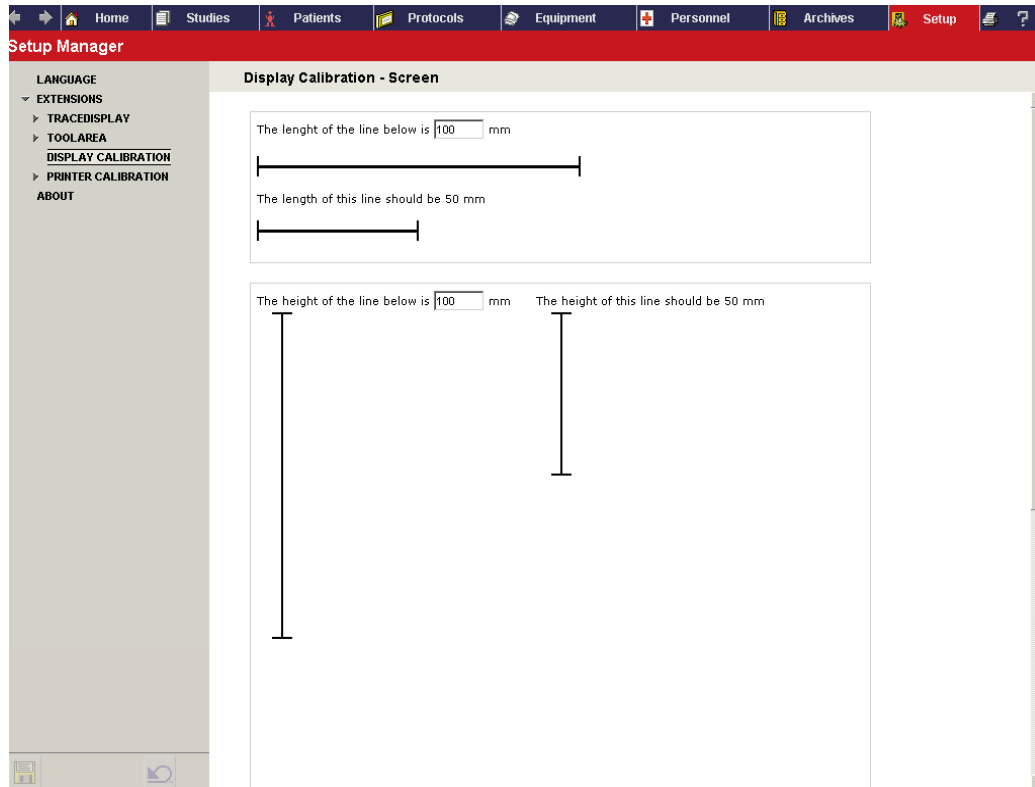 Home Studies Patients Protocols Equipment Personnel Archives Setup ?
Setup Manager
LANGUAGE
EXTENSIONS
TRACEDISPLAY
TOOLAREA
DISPLAY CALIBRATION
PRINTER CALIBRATION
ABOUT
Display Calibration - Screen
The lenght of the line below is 100 mm
The length of this line should be 50 mm
The height of the line below is 100 mm The height of this line should be 50 mm